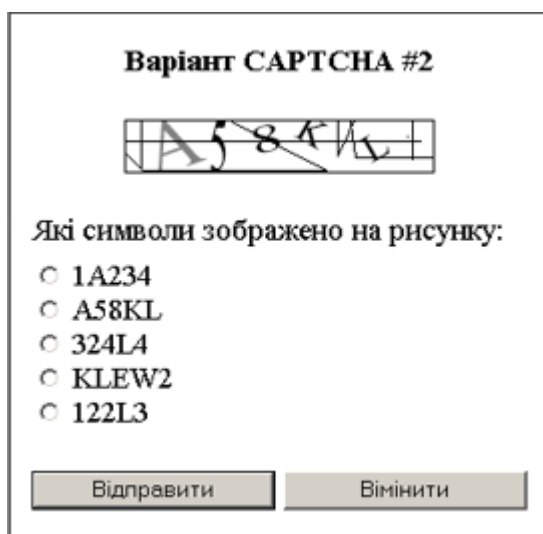 Варіант CAPTCHA #2
A58KL
Які символи зображено на рисунку:
1A234
A58KL
324L4
KLEW2
122L3
Відправити Вімінити